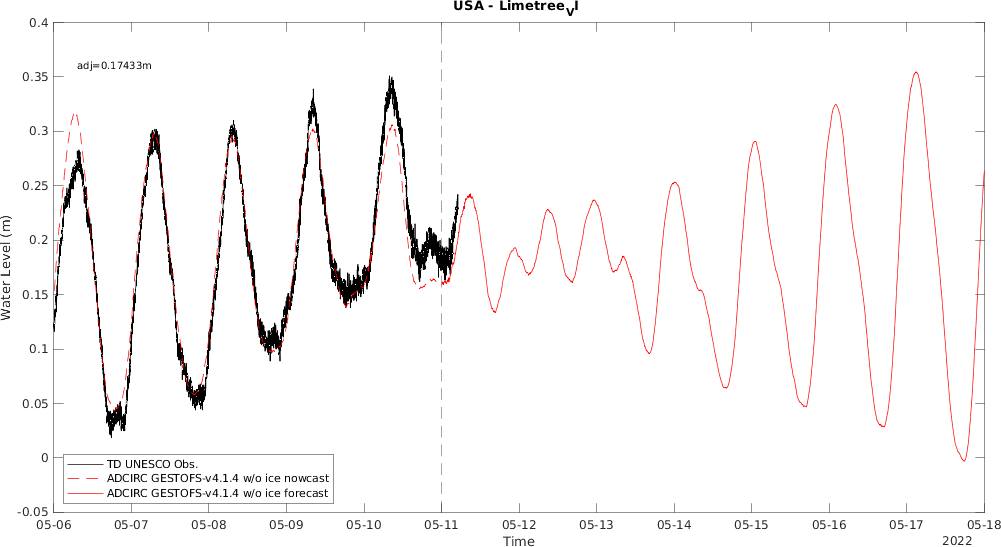 USA - Limetree_VI
0.4
0.35
0.3
0.25
0.2
0.15
0.1
0.05
0
-0.05
Water Level (m)
adj=0.17433m
TD UNESCO Obs.
ADCIRC GESTOFS-v4.1.4 w/o ice nowcast
ADCIRC GESTOFS-v4.1.4 w/o ice forecast
05-06 05-07 05-08 05-09 05-10 05-11 05-12 05-13 05-14 05-15 05-16 05-17 05-18
Time
2022